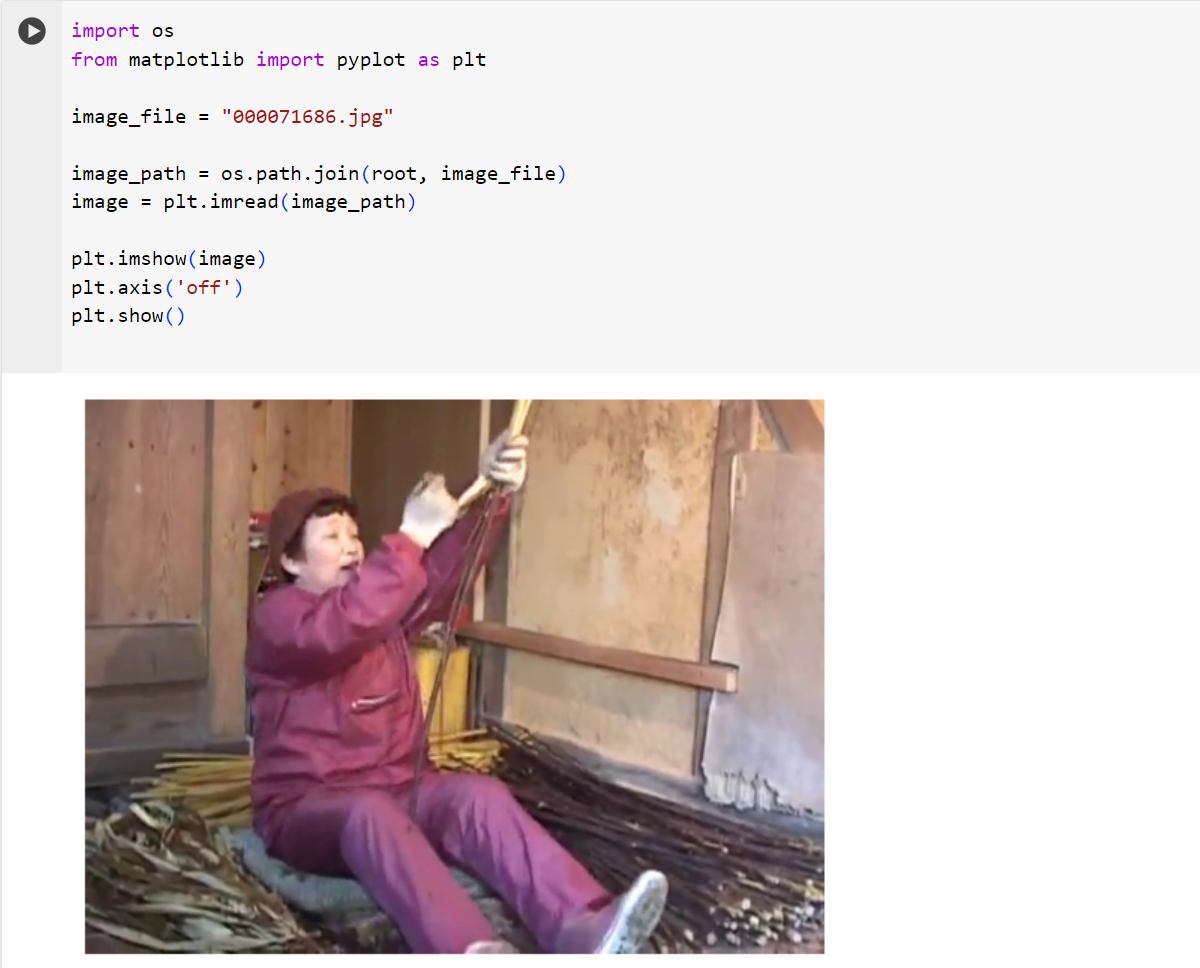 import os
from matplotlib import pyplot as plt
image_file = "000071686.jpg"
image_path = os.path.join(root, image_file)
image = plt.imread(image_path)
plt.imshow(image)
plt.axis('off')
plt.show()